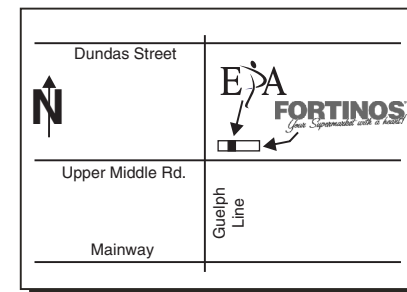 Dundas Street
N
EPA
FORTINOS
Your Supermarket with a heart!
Upper Middle Rd.
Guelph
Line
Mainway